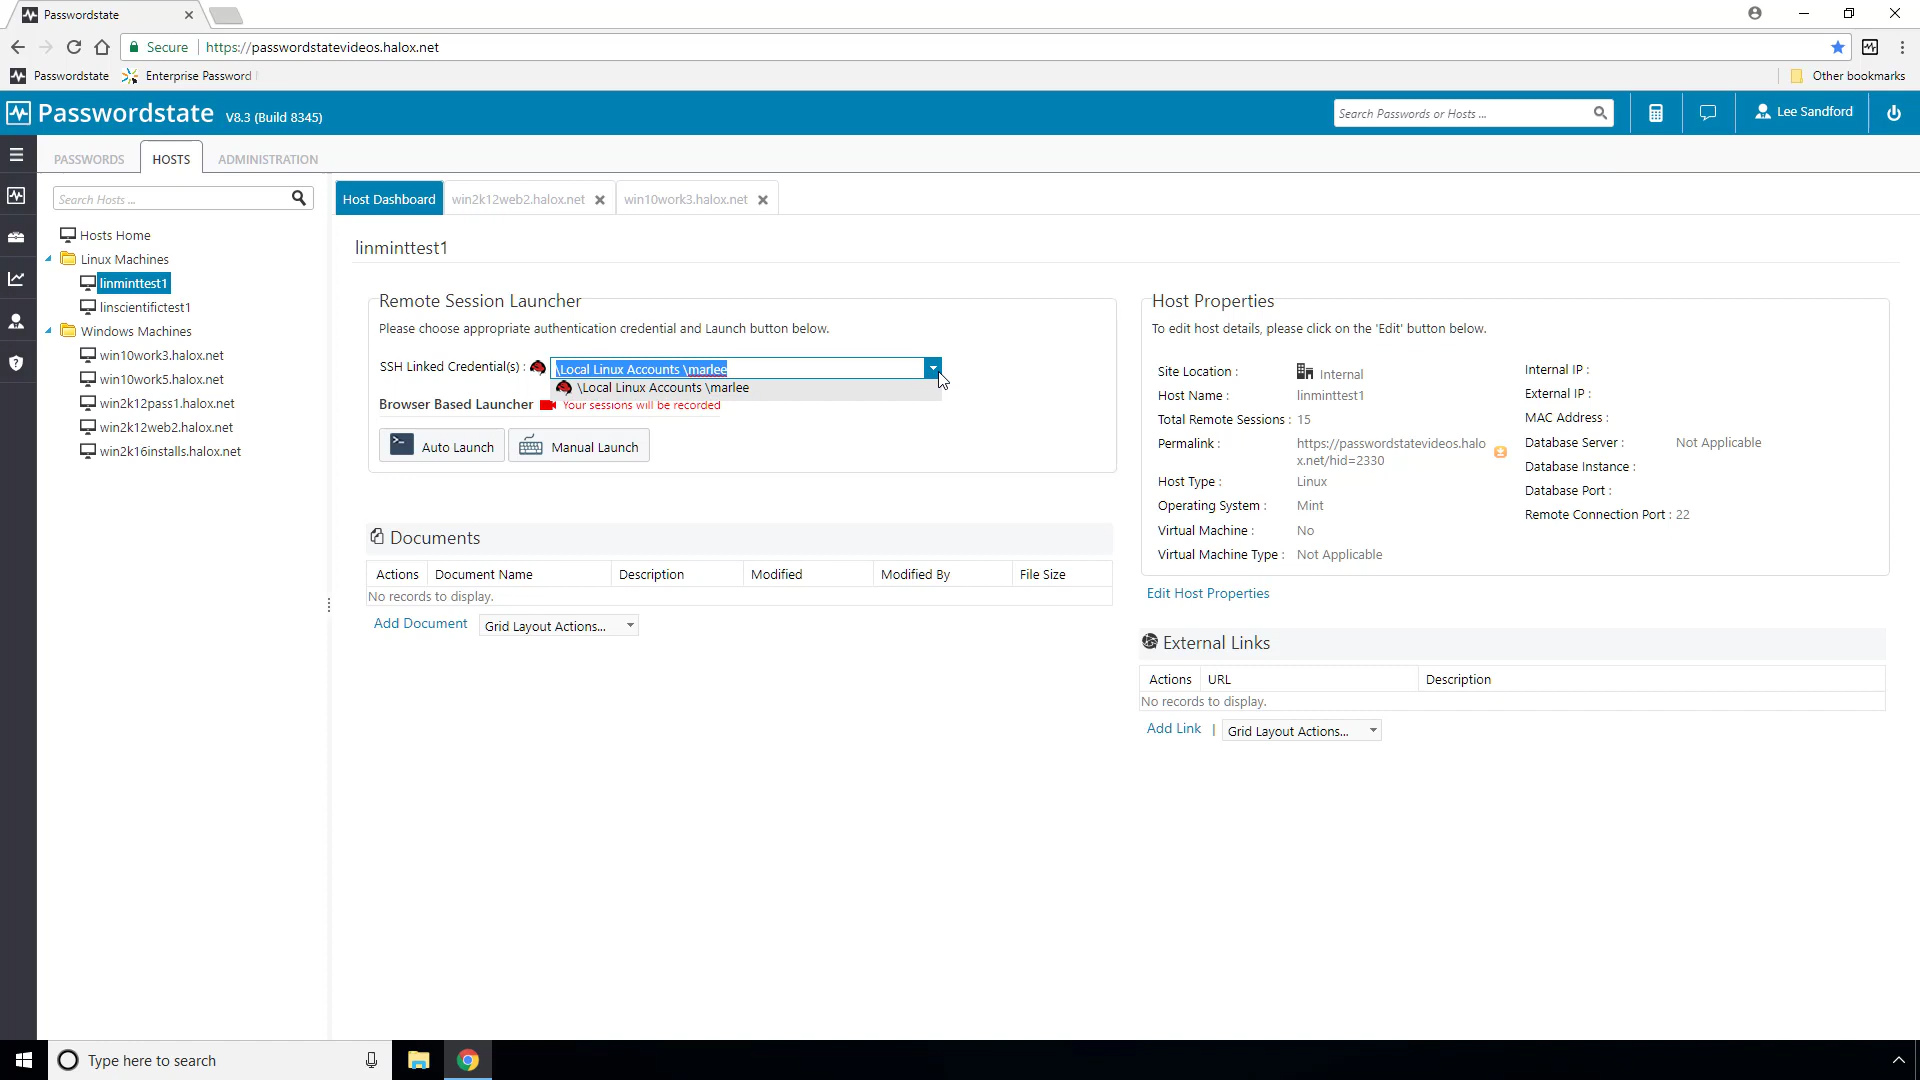 Passwordstate
Secure
https://passwordstatevideos.halox.net
Passwordstate
Enterprise Password
Other bookmarks
Passwordstate V8.3 (Build 8345)
Search Passwords or Hosts ...
Lee Sandford
PASSWORDS
HOSTS
ADMINISTRATION
Search Hosts ...
Hosts Home
Linux Machines
linminttest1
linscientifictest1
Windows Machines
win10work3.halox.net
win10work5.halox.net
win2k12pass1.halox.net
win2k12web2.halox.net
win2k16installs.halox.net
Host Dashboard
win2k12web2.halox.net
win10work3.halox.net
linminttest1
Remote Session Launcher
Please choose appropriate authentication credential and Launch button below.
SSH Linked Credential(s) :
\Local Linux Accounts \marlee
\Local Linux Accounts \marlee
Browser Based Launcher
Your sessions will be recorded
Auto Launch
Manual Launch
Documents
Actions
Document Name
Description
Modified
Modified By
File Size
No records to display.
Add Document
Grid Layout Actions...
Host Properties
To edit host details, please click on the 'Edit' button below.
Site Location : Internal
Host Name : linminttest1
Total Remote Sessions : 15
Permalink : https://passwordstatevideos.halo
x.net/hid=2330
Host Type : Linux
Operating System : Mint
Virtual Machine : No
Virtual Machine Type : Not Applicable
Internal IP :
External IP :
MAC Address :
Database Server : Not Applicable
Database Instance :
Database Port :
Remote Connection Port : 22
Edit Host Properties
External Links
Actions
URL
Description
No records to display.
Add Link |
Grid Layout Actions...
Type here to search